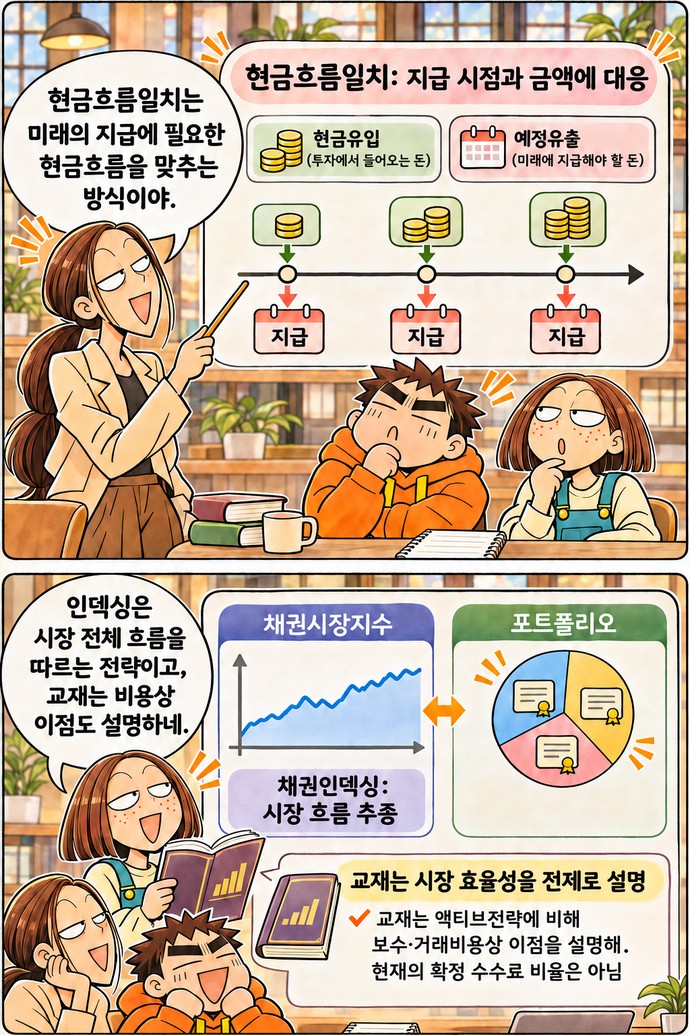 현금흐름일치는
미래의 지급에 필요한
현금흐름을 맞추는
방식이야.
현금흐름일치: 지급 시점과 금액에 대응
현금유입
(투자에서 들어오는 돈)
예정유출
(미래에 지급해야 할 돈)
지급
지급
지급
인덱싱은
시장 전체 흐름을
따르는 전략이고,
교재는 비용상
이점도 설명하네.
채권시장지수
채권인덱싱:
시장 흐름 추종
포트폴리오
교재는 시장 효율성을 전제로 설명
교재는 액티브전략에 비해
보수·거래비용상 이점을 설명해.
현재의 확정 수수료 비율은 아님